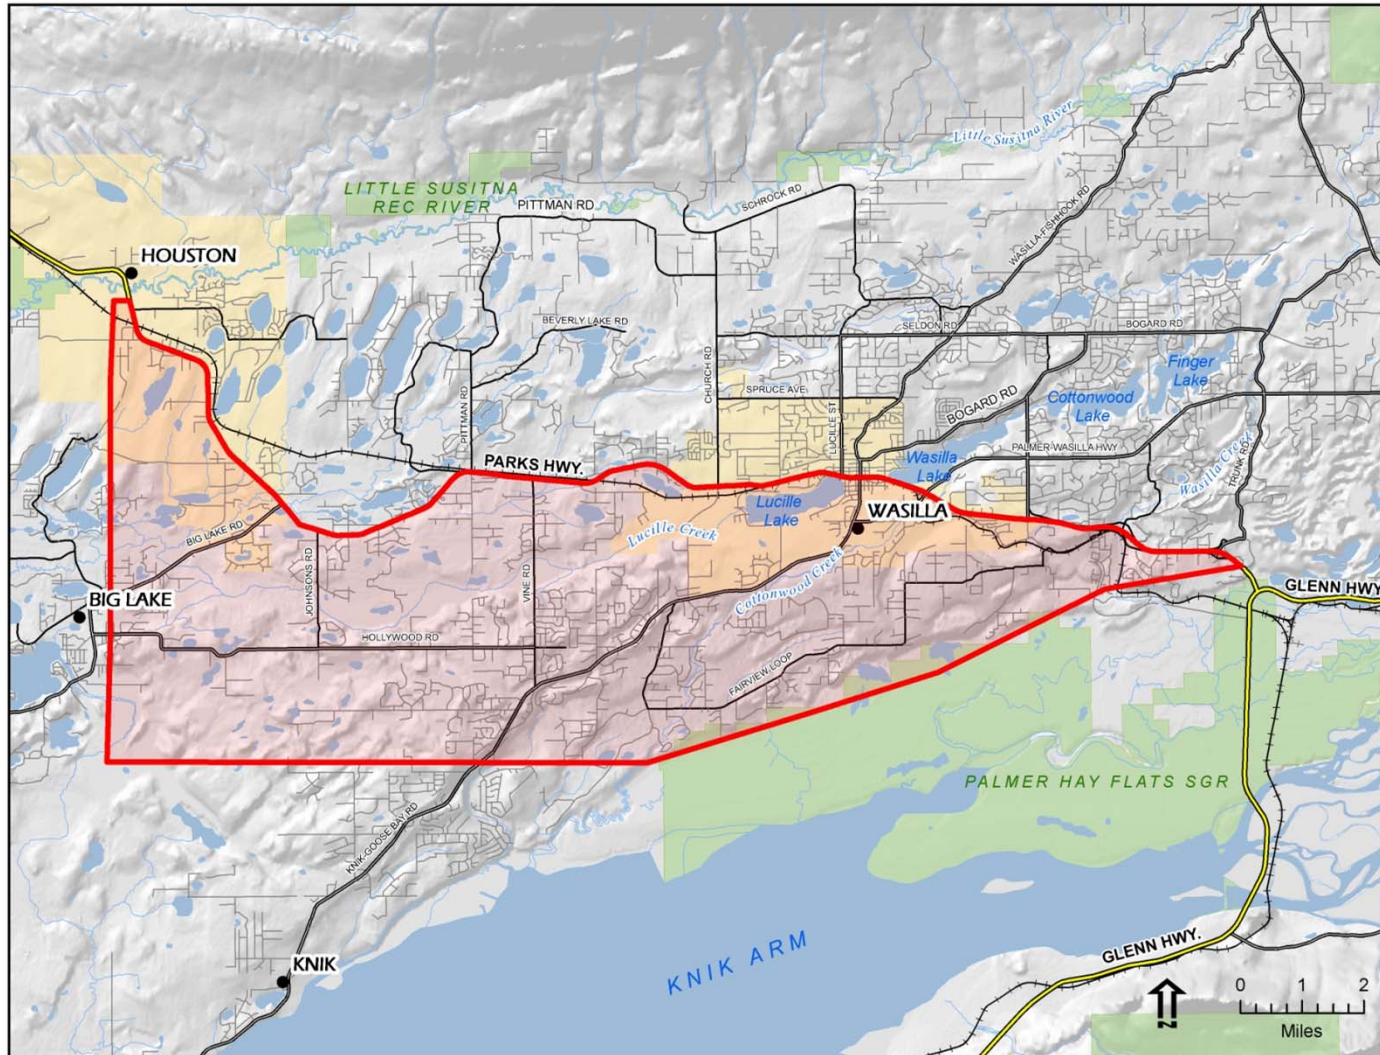 Little Susitna River
LITTLE SUSITNA
REC RIVER
PITTMAN RD
SCHROCK RD
WASILLA-FISHHOOK RD
HOUSTON
BEVERLY LAKE RD
SELDON RD
BOGARD RD
CHURCH RD
Finger
Lake
SPRUCE AVE
BOGARD RD
Cottonwood
Lake
PITTMAN RD
LUCILLE ST
PALMER-WASILLA HWY
PARKS HWY.
Wasilla
Lake
Wasilla Creek
TRUNK RD
Lucille
Lake
WASILLA
Lucille Creek
BIG LAKE RD
JOHNSONS RD
VINE RD
Cottonwood Creek
BIG LAKE
GLENN HWY
HOLLYWOOD RD
FAIRVIEW LOOP
PALMER HAY FLATS SGR
KNIK-GOOSE BAY RD
KNIK
KNIK ARM
GLENN HWY.
N
0 1 2
Miles